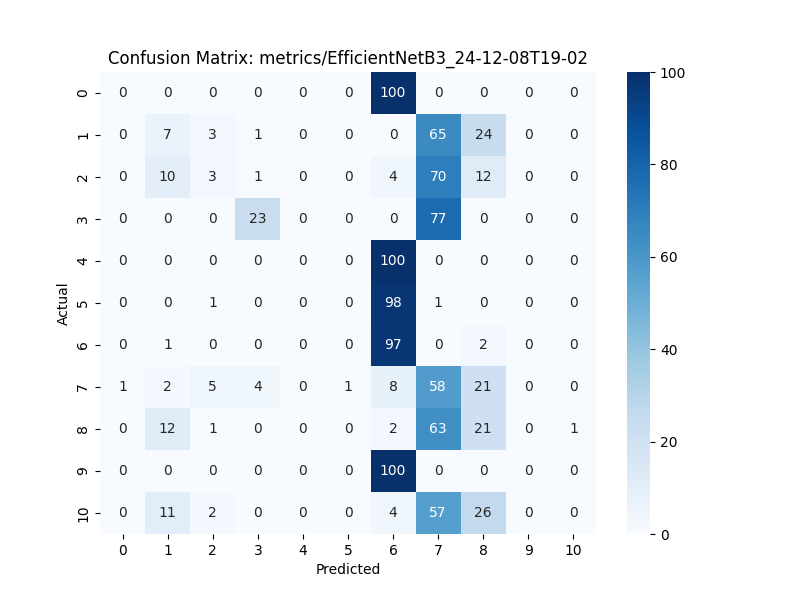 Confusion Matrix: metrics/EfficientNetB3_24-12-08T19-02
0 0 0 0 0 0 0 100 0 0 0 0
1 0 7 3 1 0 0 0 65 24 0 0
2 0 10 3 1 0 0 4 70 12 0 0
3 0 0 0 23 0 0 0 77 0 0 0
4 0 0 0 0 0 0 100 0 0 0 0
5 0 0 1 0 0 0 98 1 0 0 0
6 0 1 0 0 0 0 97 0 2 0 0
7 1 2 5 4 0 1 8 58 21 0 0
8 0 12 1 0 0 0 2 63 21 0 1
9 0 0 0 0 0 0 100 0 0 0 0
10 0 11 2 0 0 0 4 57 26 0 0
0 1 2 3 4 5 6 7 8 9 10
Predicted
Actual
100
80
60
40
20
0